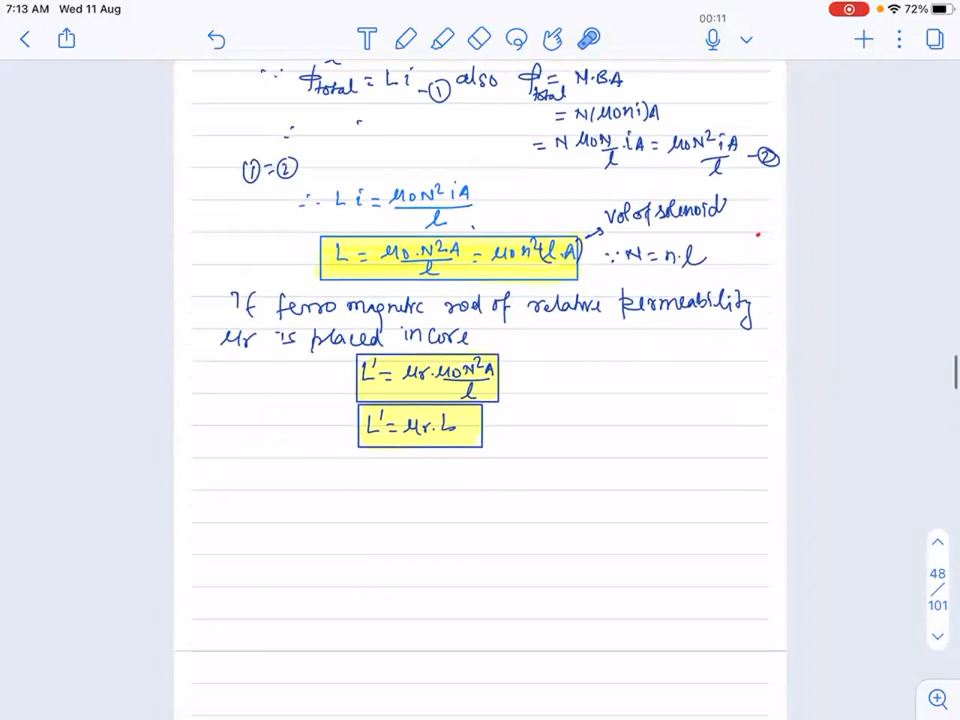 7:13 AM Wed 11 Aug
72%
00:11
T
∵ ϕtotal = Li –① also ϕtotal = N.B.A
= N(μ0ni)A
∴
= N μ0N/l .iA = μ0N²iA/l –②
①=②
∴ Li = μ0N²iA/l
vol of solenoid
L = μ0.N²A/l = μ0n²(l.A) ∵ N = n.l
If ferro magnetic rod of relative permeability
μr is placed in core
L' = μr.μ0N²A/l
L' = μr.L
48
/
101